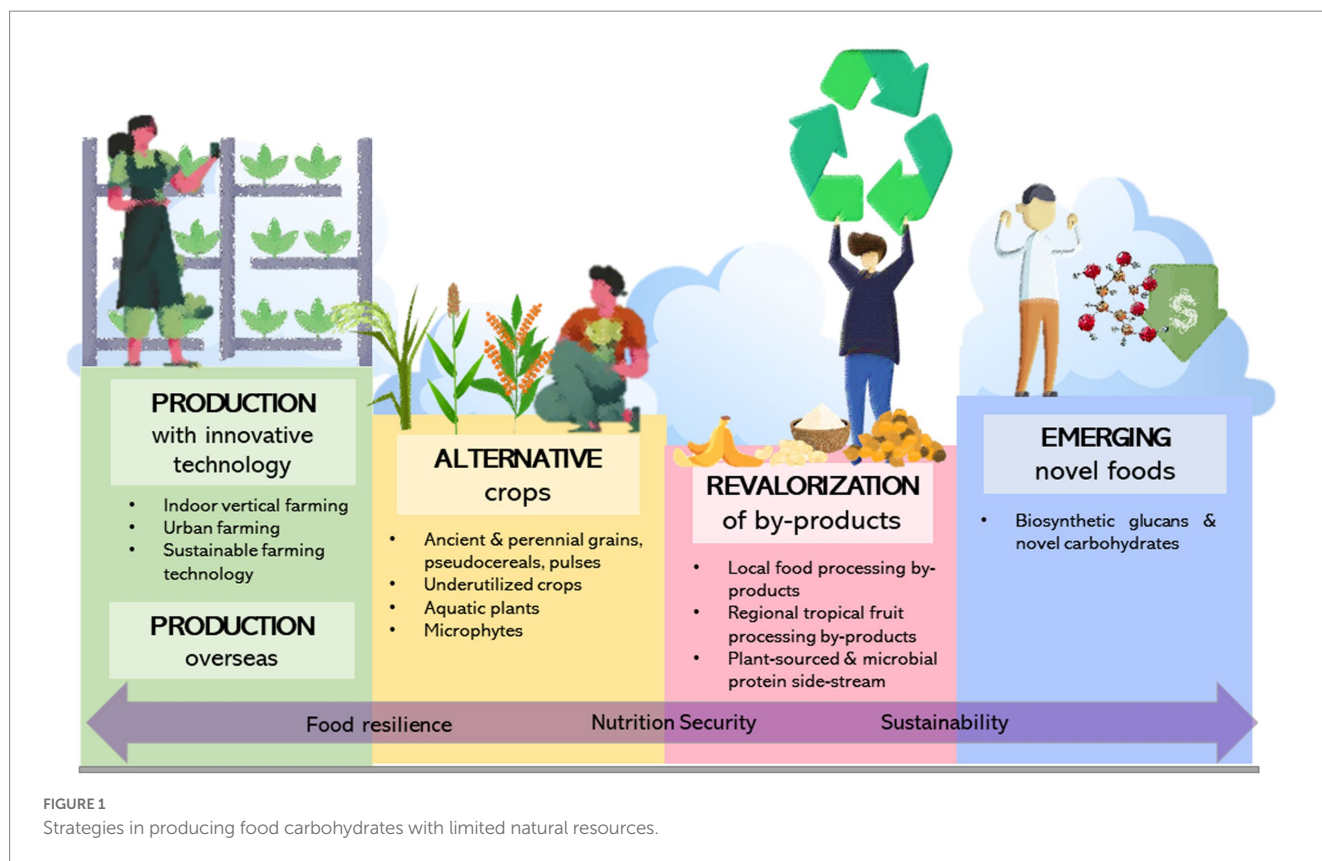 PRODUCTION
with innovative
technology
• Indoor vertical farming
• Urban farming
• Sustainable farming
technology
PRODUCTION
overseas
ALTERNATIVE
crops
• Ancient & perennial grains,
pseudocereals, pulses
• Underutilized crops
• Aquatic plants
• Microphytes
REVALORIZATION
of by-products
• Local food processing by-
products
• Regional tropical fruit
processing by-products
• Plant-sourced & microbial
protein side-stream
EMERGING
novel foods
• Biosynthetic glucans &
novel carbohydrates
$
Food resilience
Nutrition Security
Sustainability
FIGURE 1
Strategies in producing food carbohydrates with limited natural resources.